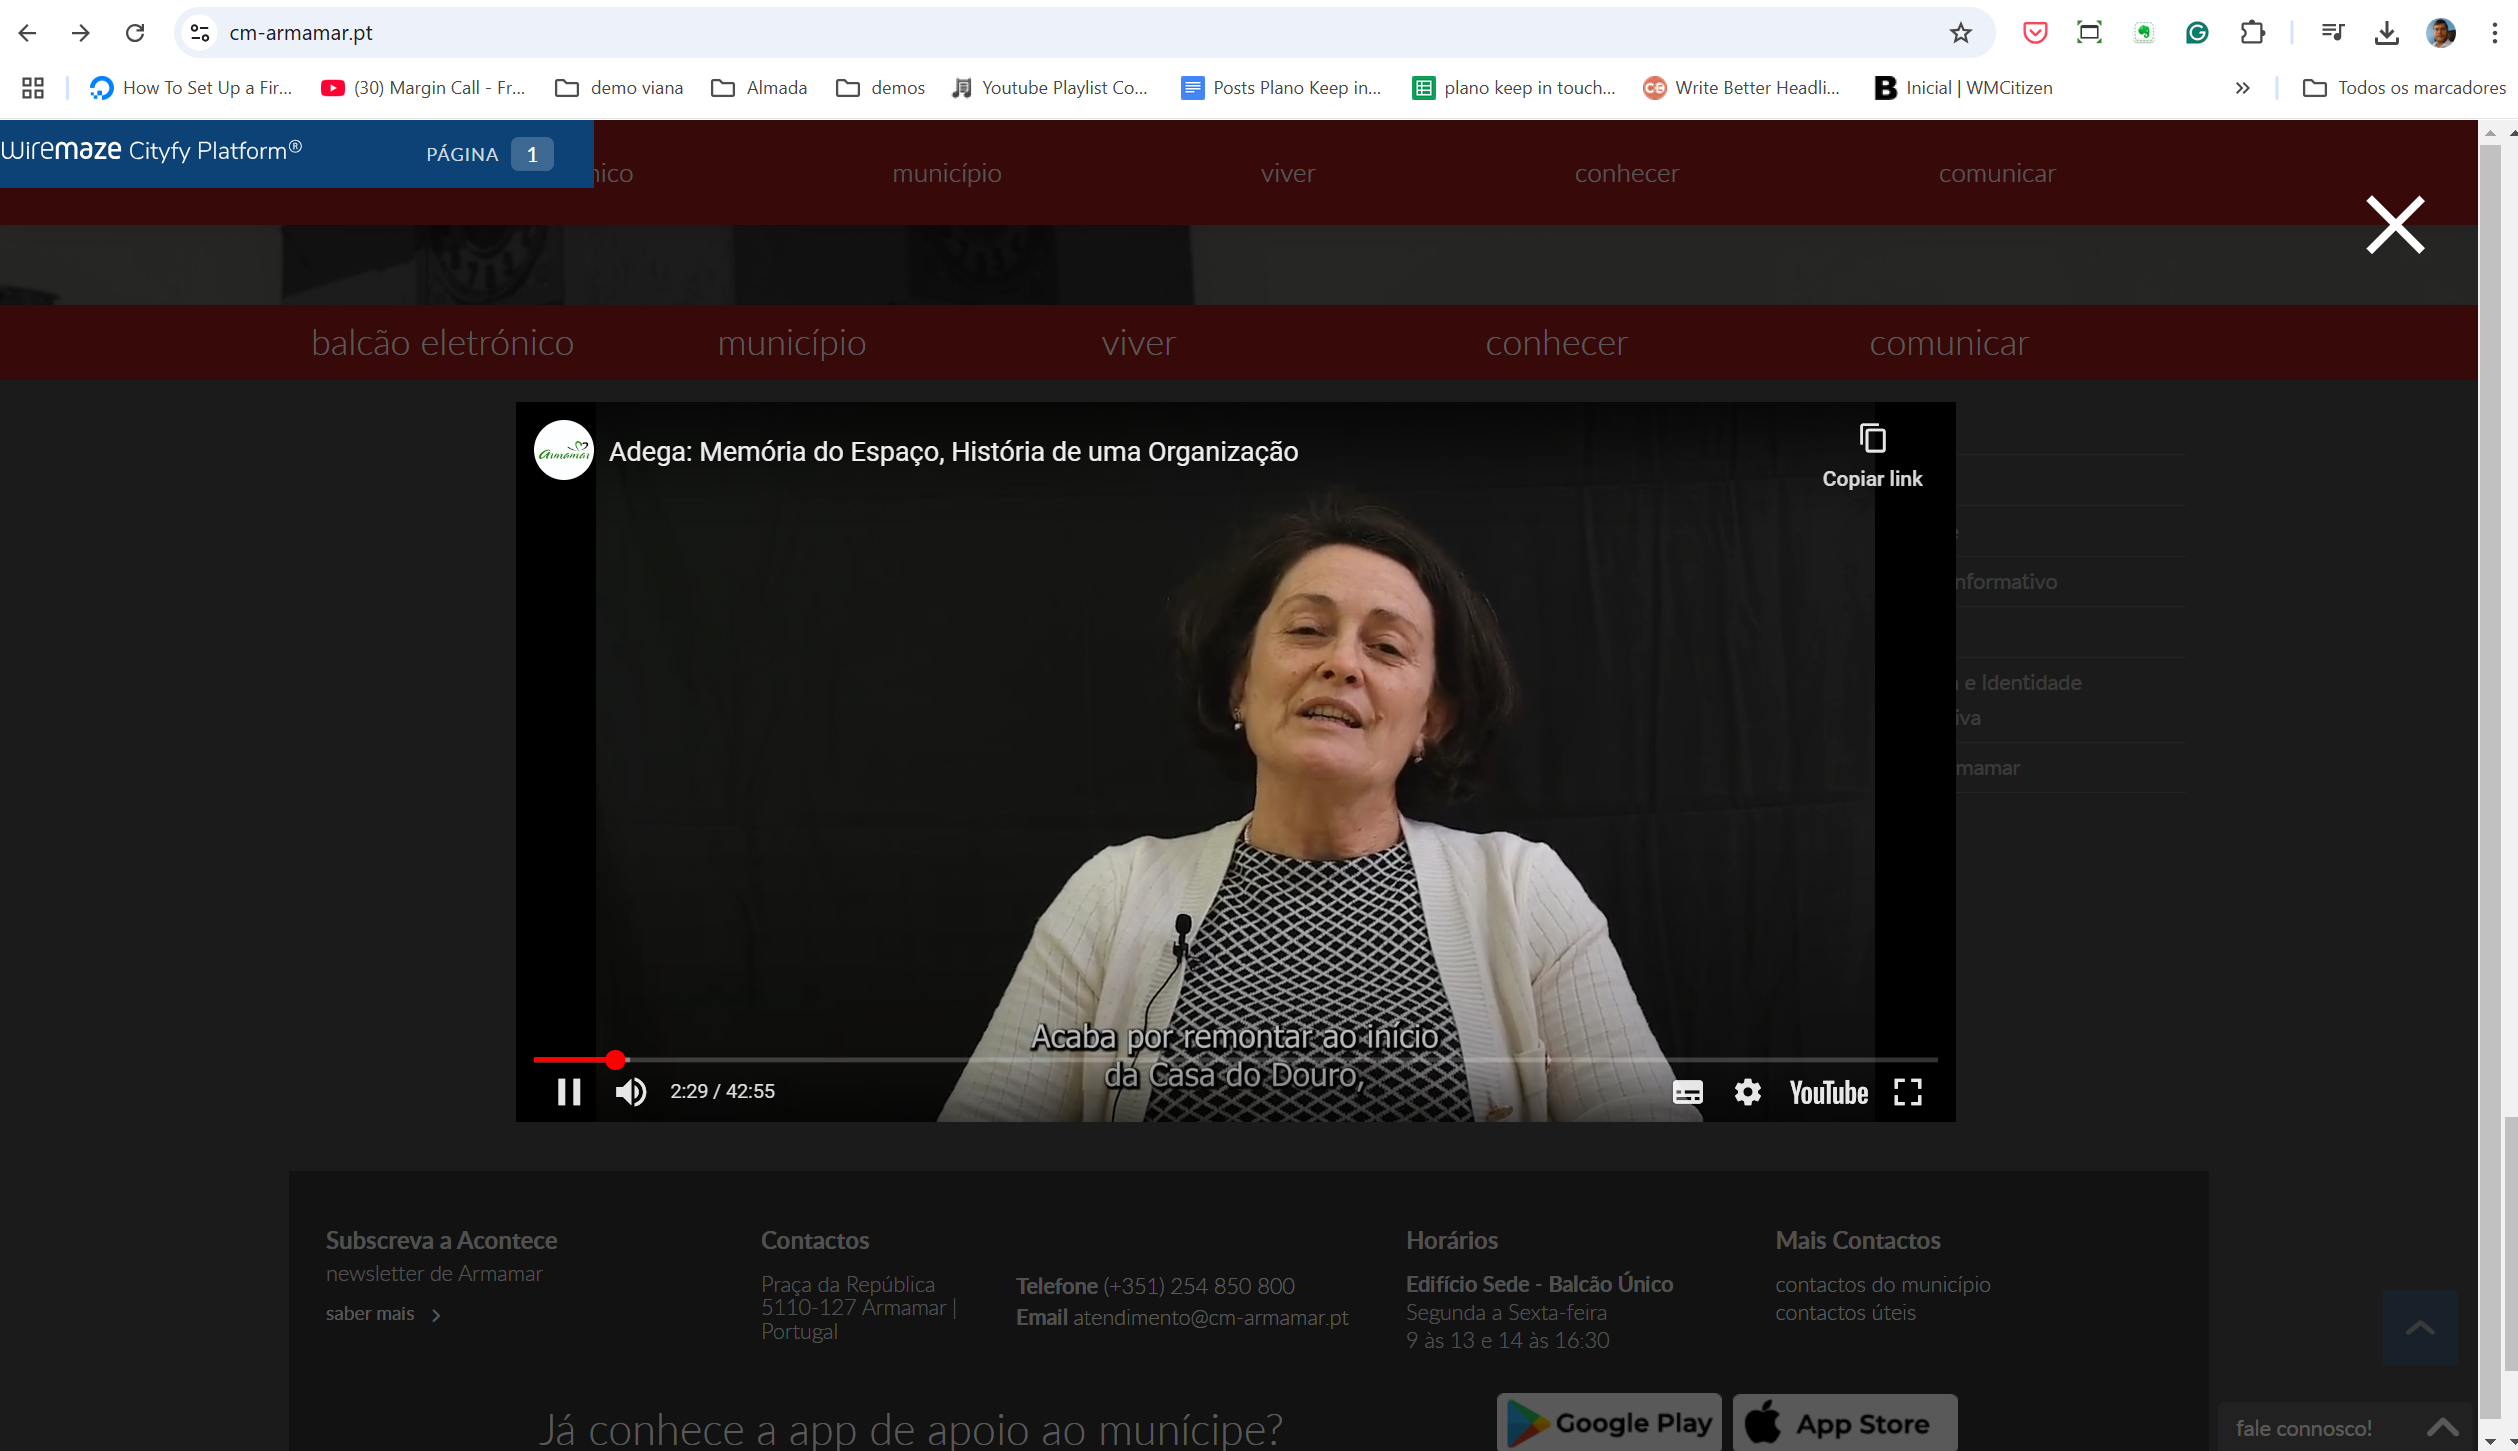 cm-armamar.pt
How To Set Up a Fir...
(30) Margin Call - Fr...
demo viana
Almada
demos
Youtube Playlist Co...
Posts Plano Keep in...
plano keep in touch...
Write Better Headli...
Inicial | WMCitizen
Todos os marcadores
wiremaze Cityfy Platform®
PÁGINA 1
nico
município
viver
conhecer
comunicar
balcão eletrónico
município
viver
conhecer
comunicar
Armamar
Adega: Memória do Espaço, História de uma Organização
Copiar link
nformativo
e Identidade
iva
mamar
Acaba por remontar ao início
da Casa do Douro,
2:29 / 42:55
YouTube
Subscreva a Acontece
newsletter de Armamar
saber mais
Contactos
Praça da República
5110-127 Armamar |
Portugal
Telefone (+351) 254 850 800
Email atendimento@cm-armamar.pt
Horários
Edifício Sede - Balcão Único
Segunda a Sexta-feira
9 às 13 e 14 às 16:30
Mais Contactos
contactos do município
contactos úteis
Já conhece a app de apoio ao munícipe?
Google Play
App Store
fale connosco!